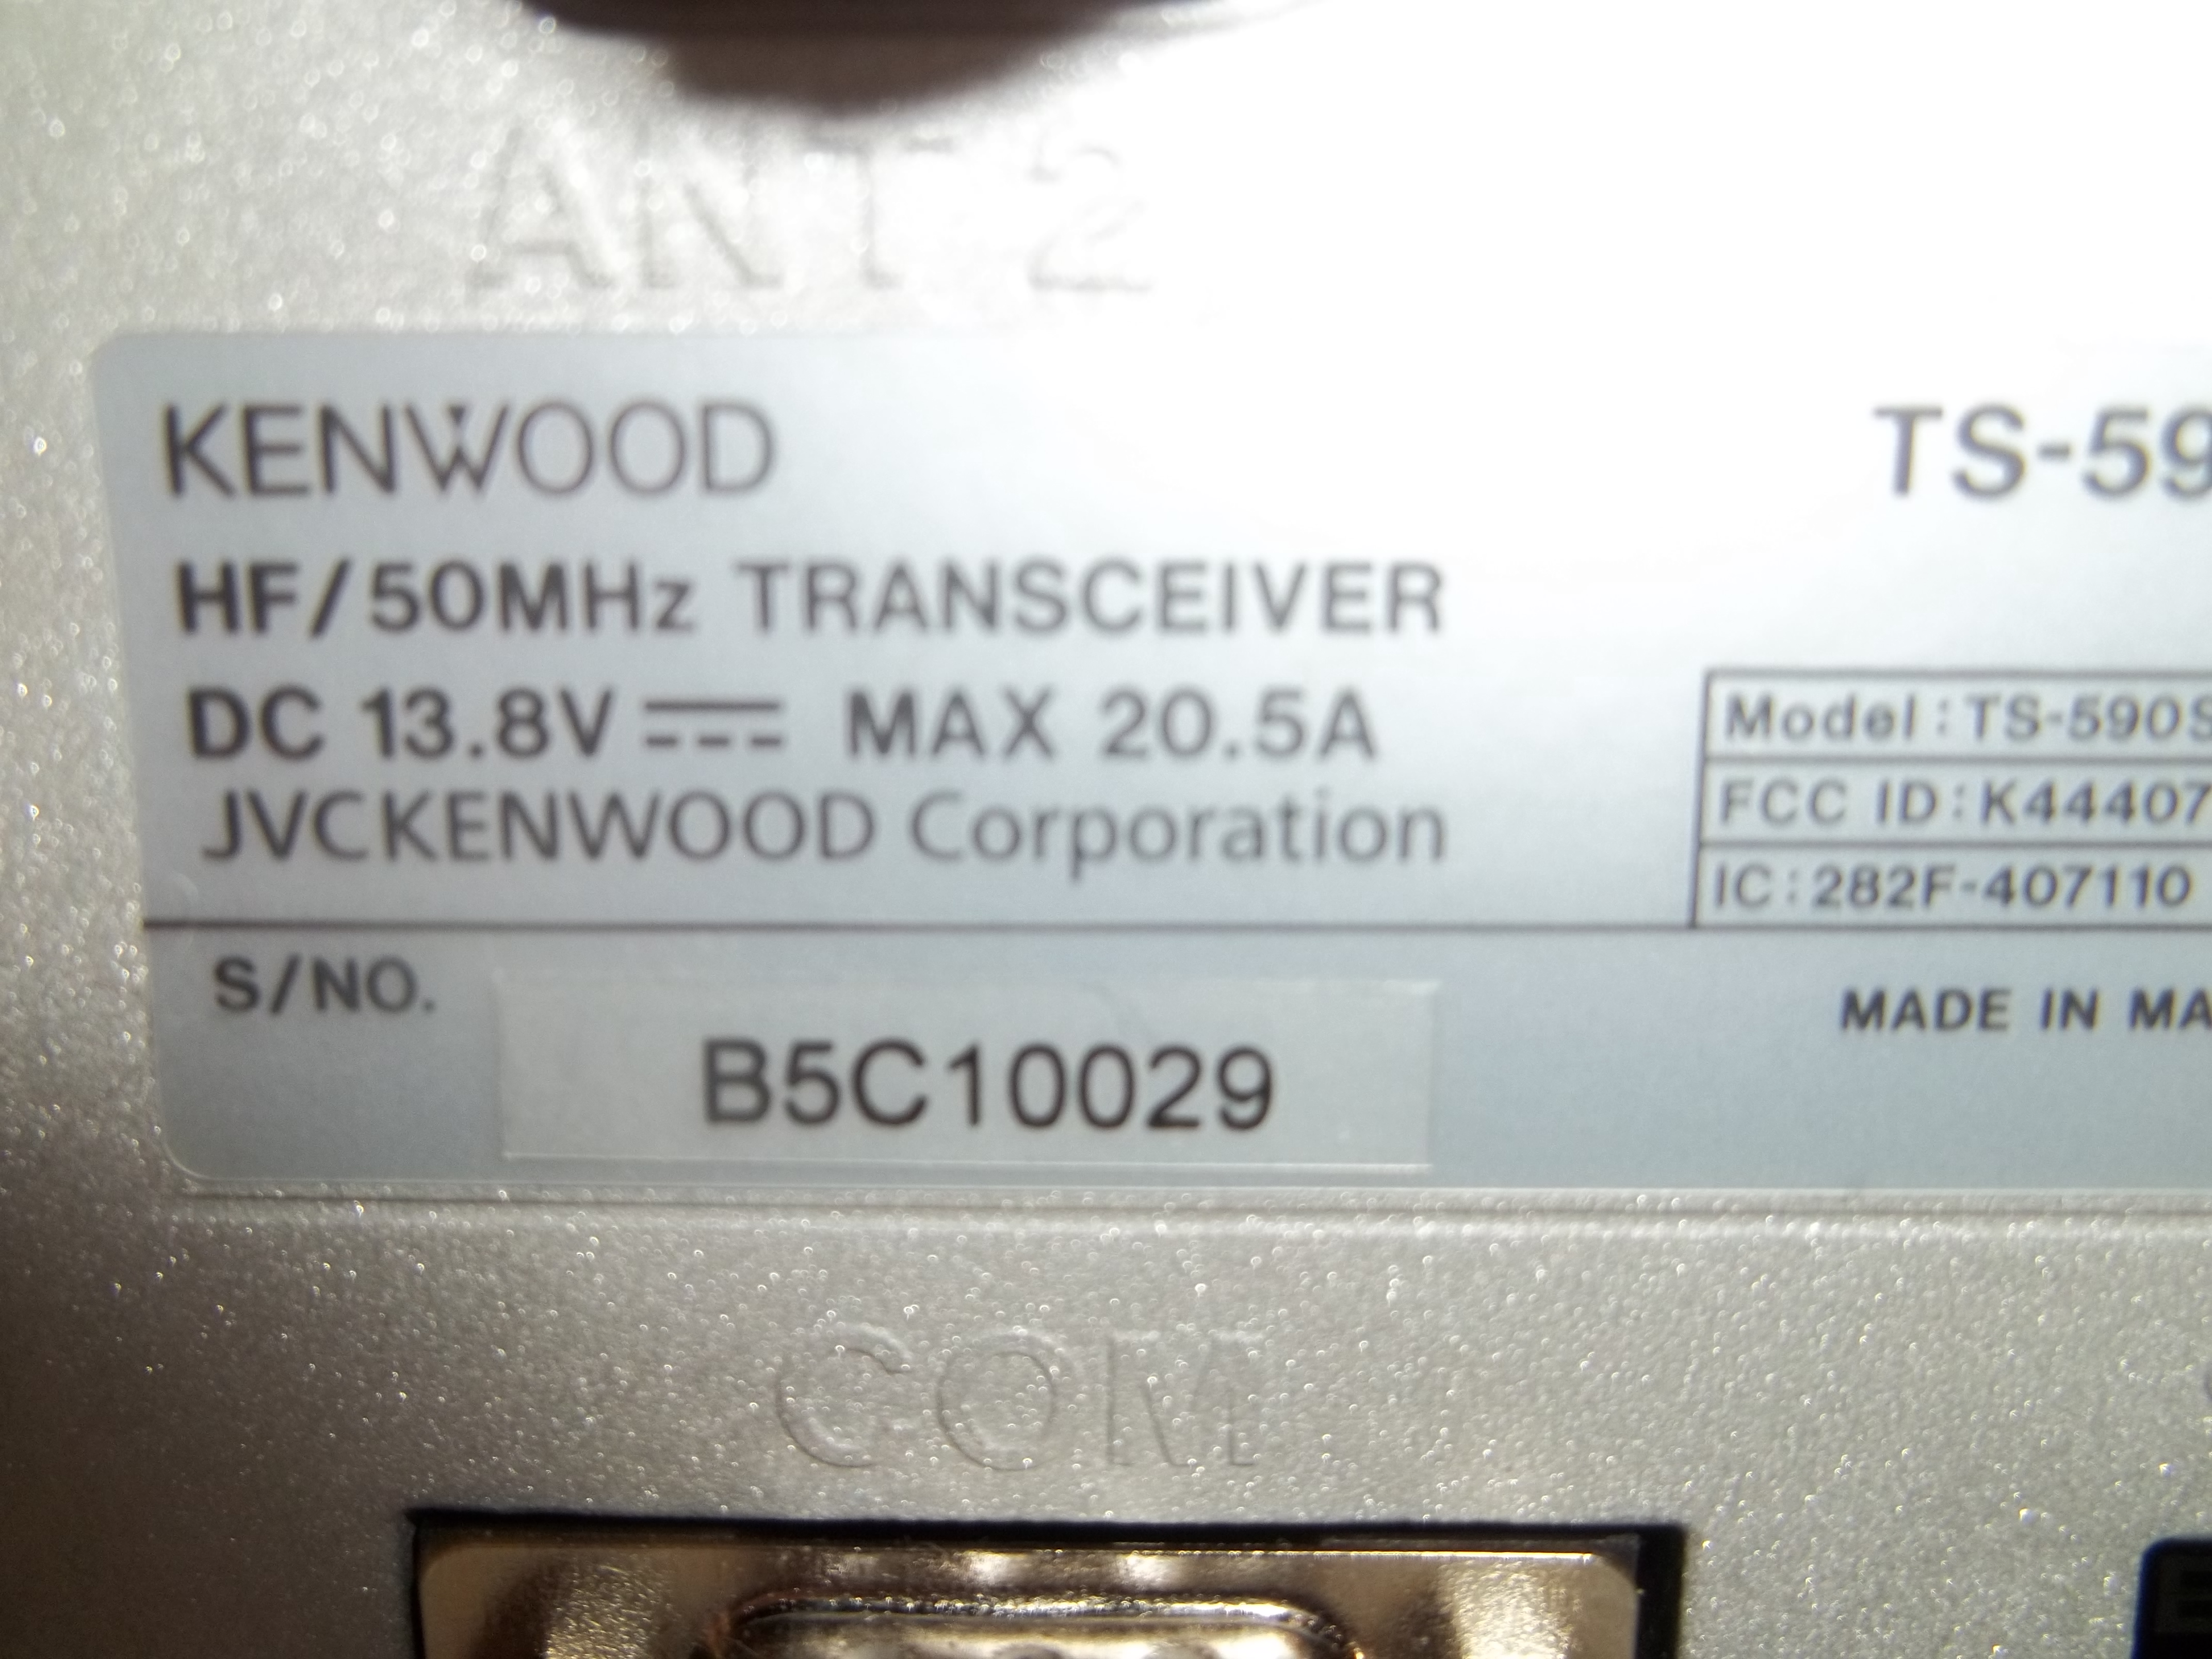 ANT 2
KENWOOD
TS-59
HF/50MHz TRANSCEIVER
DC 13.8V MAX 20.5A
JVCKENWOOD Corporation
Model:TS-590S
FCC ID:K44407
IC:282F-407110
S/NO.
B5C10029
MADE IN MA
COM